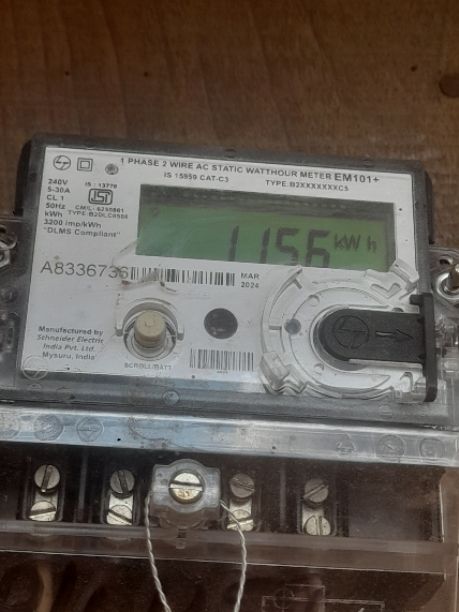 1 PHASE 2 WIRE AC STATIC WATTHOUR METER EM101+
IS 15959 CAT-C3 TYPE:B2XXXXXXXC5
240V
5-30A
CL 1
50Hz
kWh
3200 imp/kWh
"DLMS Compliant"
IS : 13779
1156 kWh
A8336736
MAR
2024
Manufactured by
Schneider Electric
India Pvt. Ltd.
Mysuru, India
SCROLL/BATT